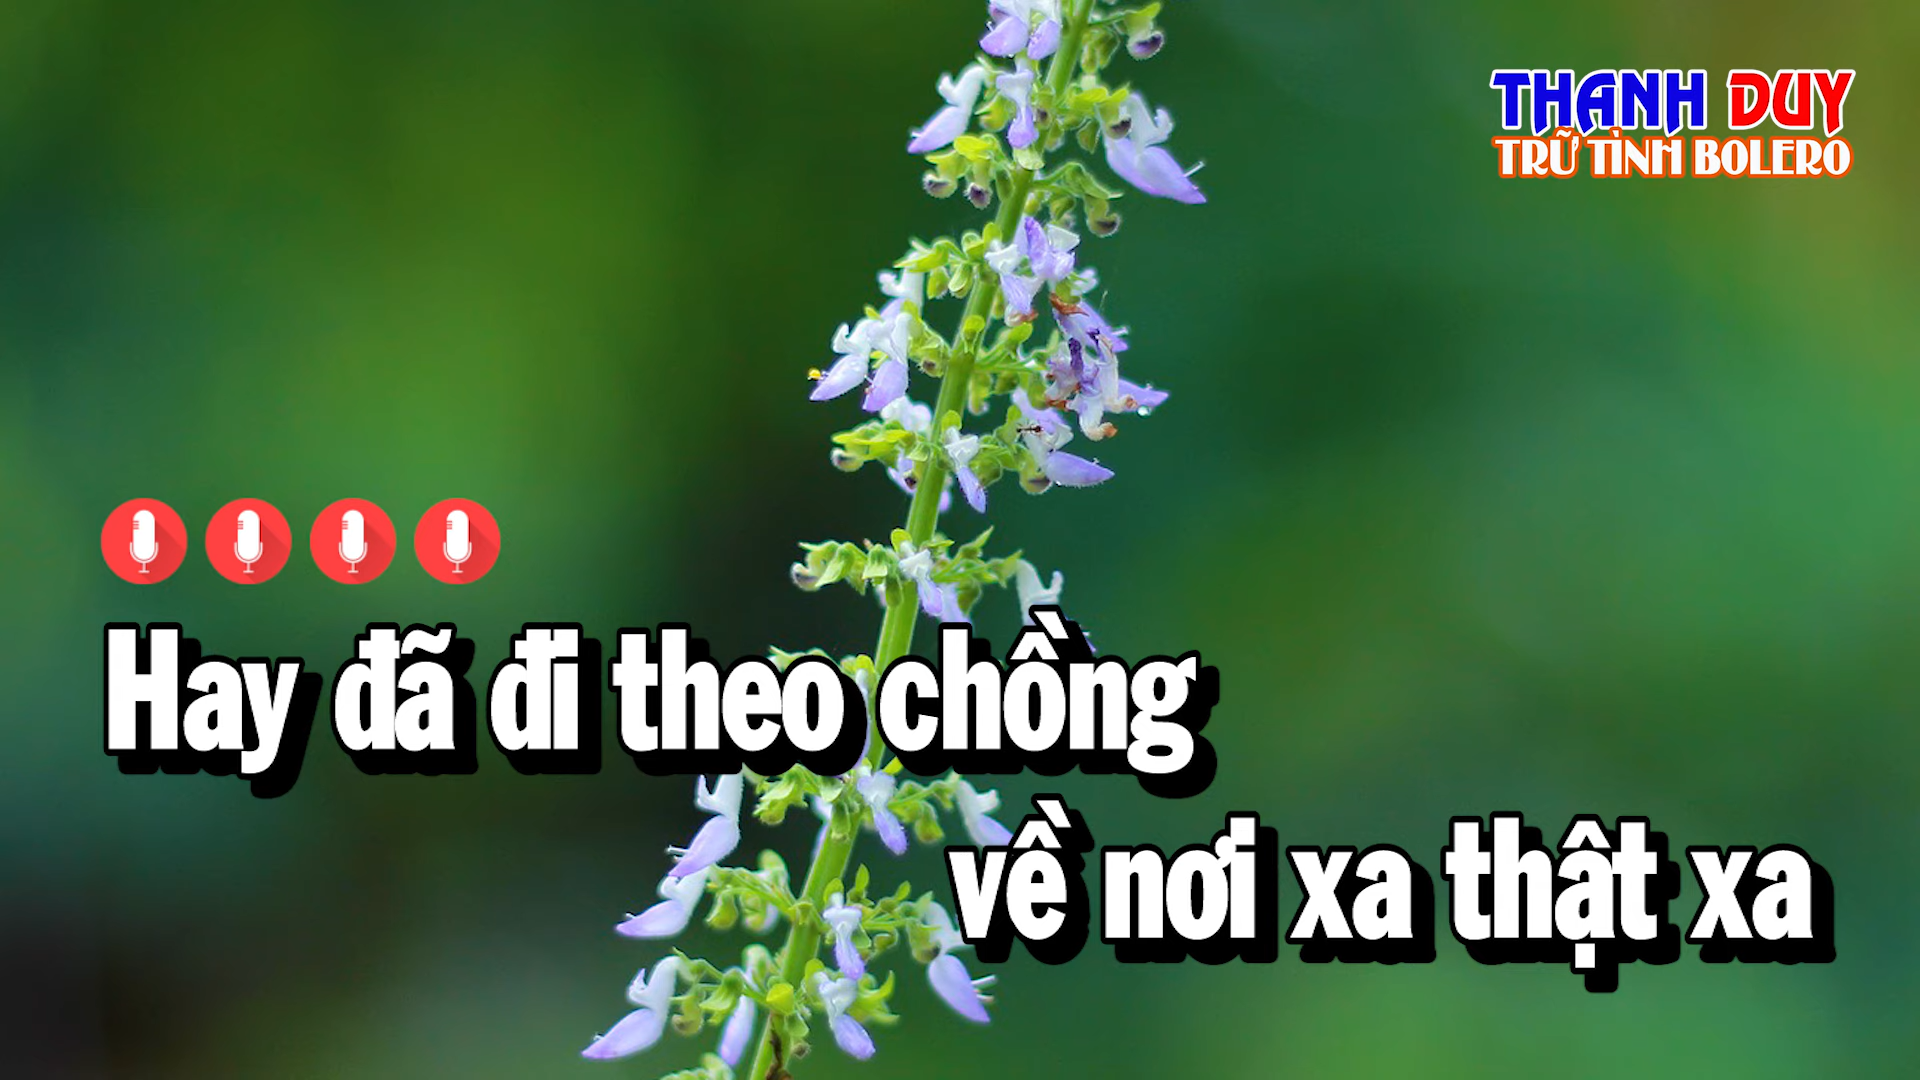 THANH DUY
TRỮ TÌNH BOLERO
Hay đã đi theo chồng
về nơi xa thật xa